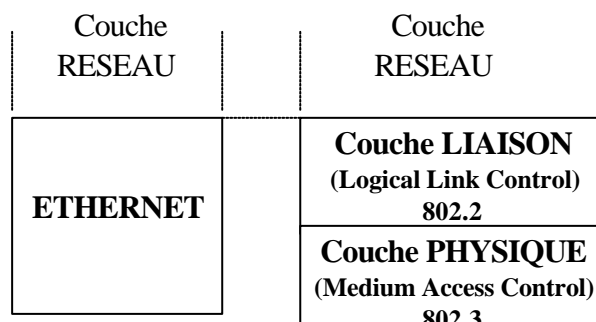 Couche
RESEAU
Couche
RESEAU
ETHERNET
Couche LIAISON
(Logical Link Control)
802.2
Couche PHYSIQUE
(Medium Access Control)
802.3